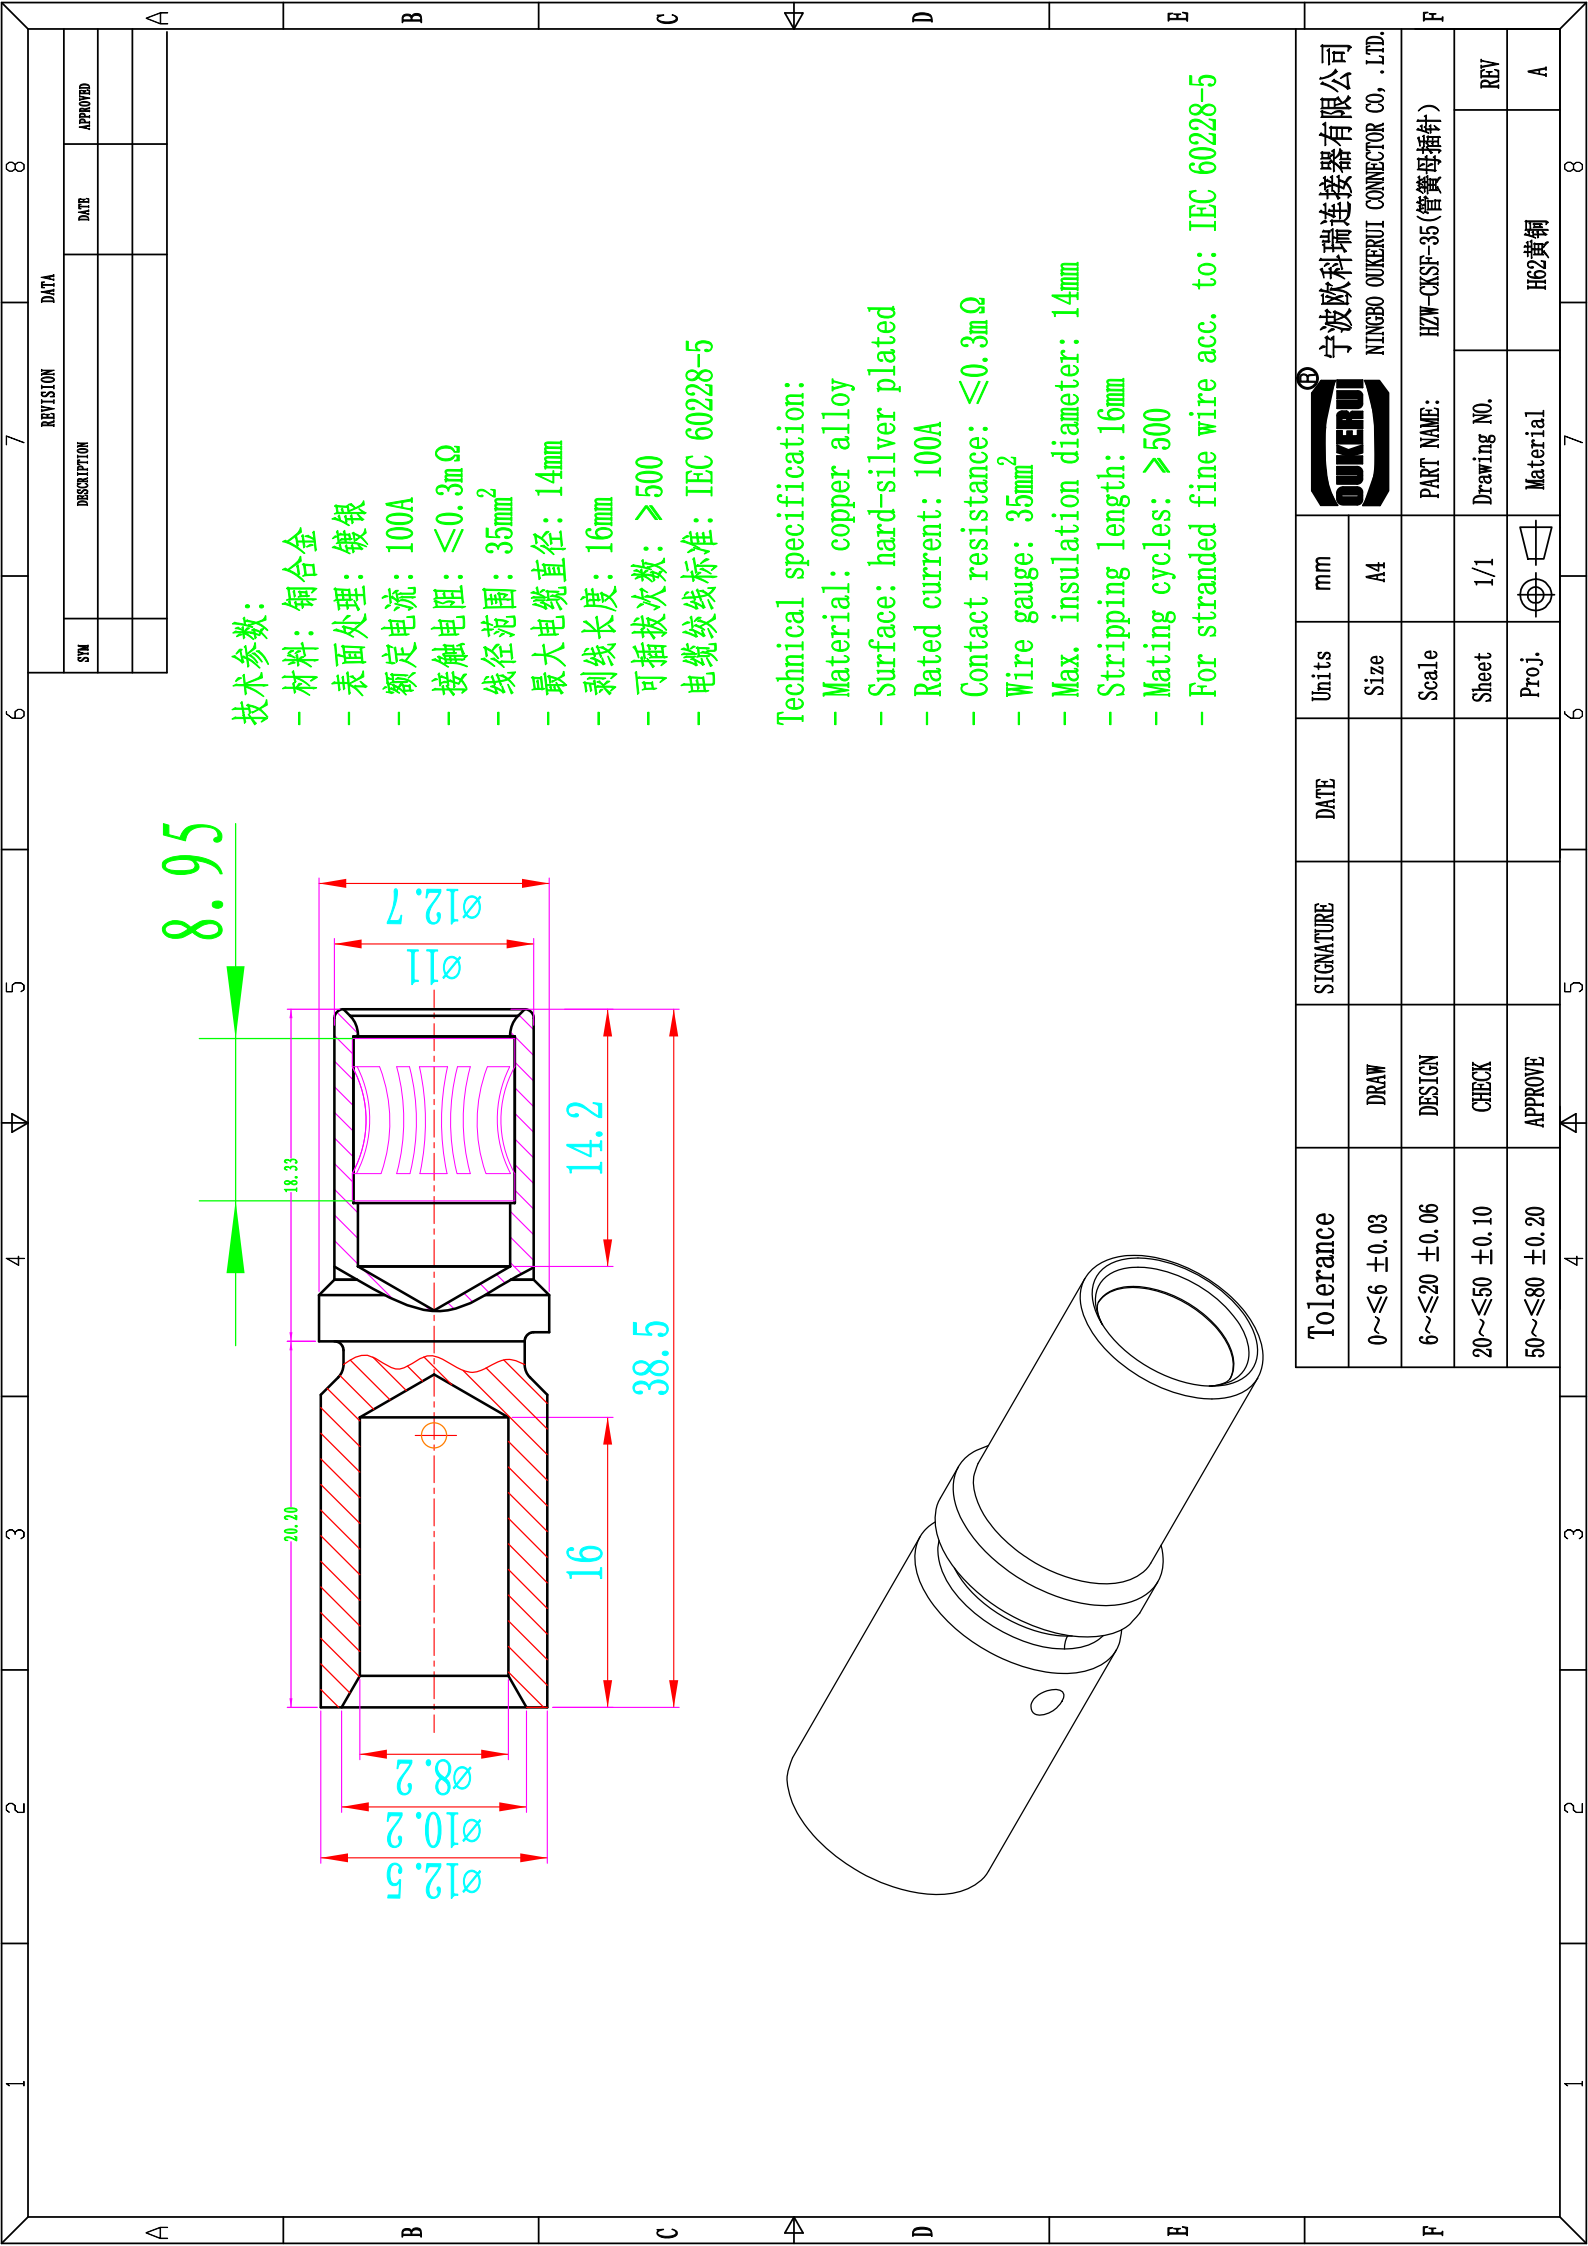 REVISION DATA
SYM DESCRIPTION DATE APPROVED
技术参数:
- 材料: 铜合金
- 表面处理: 镀银
- 额定电流: 100A
- 接触电阻: ≤0.3mΩ
- 线径范围: 35mm²
- 最大电缆直径: 14mm
- 剥线长度: 16mm
- 可插拔次数: ≥500
- 电缆绞线标准: IEC 60228-5
Technical specification:
- Material: copper alloy
- Surface: hard-silver plated
- Rated current: 100A
- Contact resistance: ≤0.3mΩ
- Wire gauge: 35mm²
- Max. insulation diameter: 14mm
- Stripping length: 16mm
- Mating cycles: ≥500
- For stranded fine wire acc. to: IEC 60228-5
8.95
20.20
18.33
ø12.7
ø11
14.2
38.5
16
ø8.2
ø10.2
ø12.5
Tolerance
0~≤6 ±0.03
6~≤20 ±0.06
20~≤50 ±0.10
50~≤80 ±0.20
SIGNATURE DATE
DRAW
DESIGN
CHECK
APPROVE
Units mm
Size A4
Scale
Sheet 1/1
Proj.
OUKERUI ®
宁波欧科瑞连接器有限公司
NINGBO OUKERUI CONNECTOR CO,.LTD.
PART NAME: HZW-CKSF-35(管簧母插针)
Drawing NO. REV
Material H62黄铜 A
1 2 3 4 5 6 7 8
1 2 3 4 5 6 7 8
A B C D E F
A B C D E F